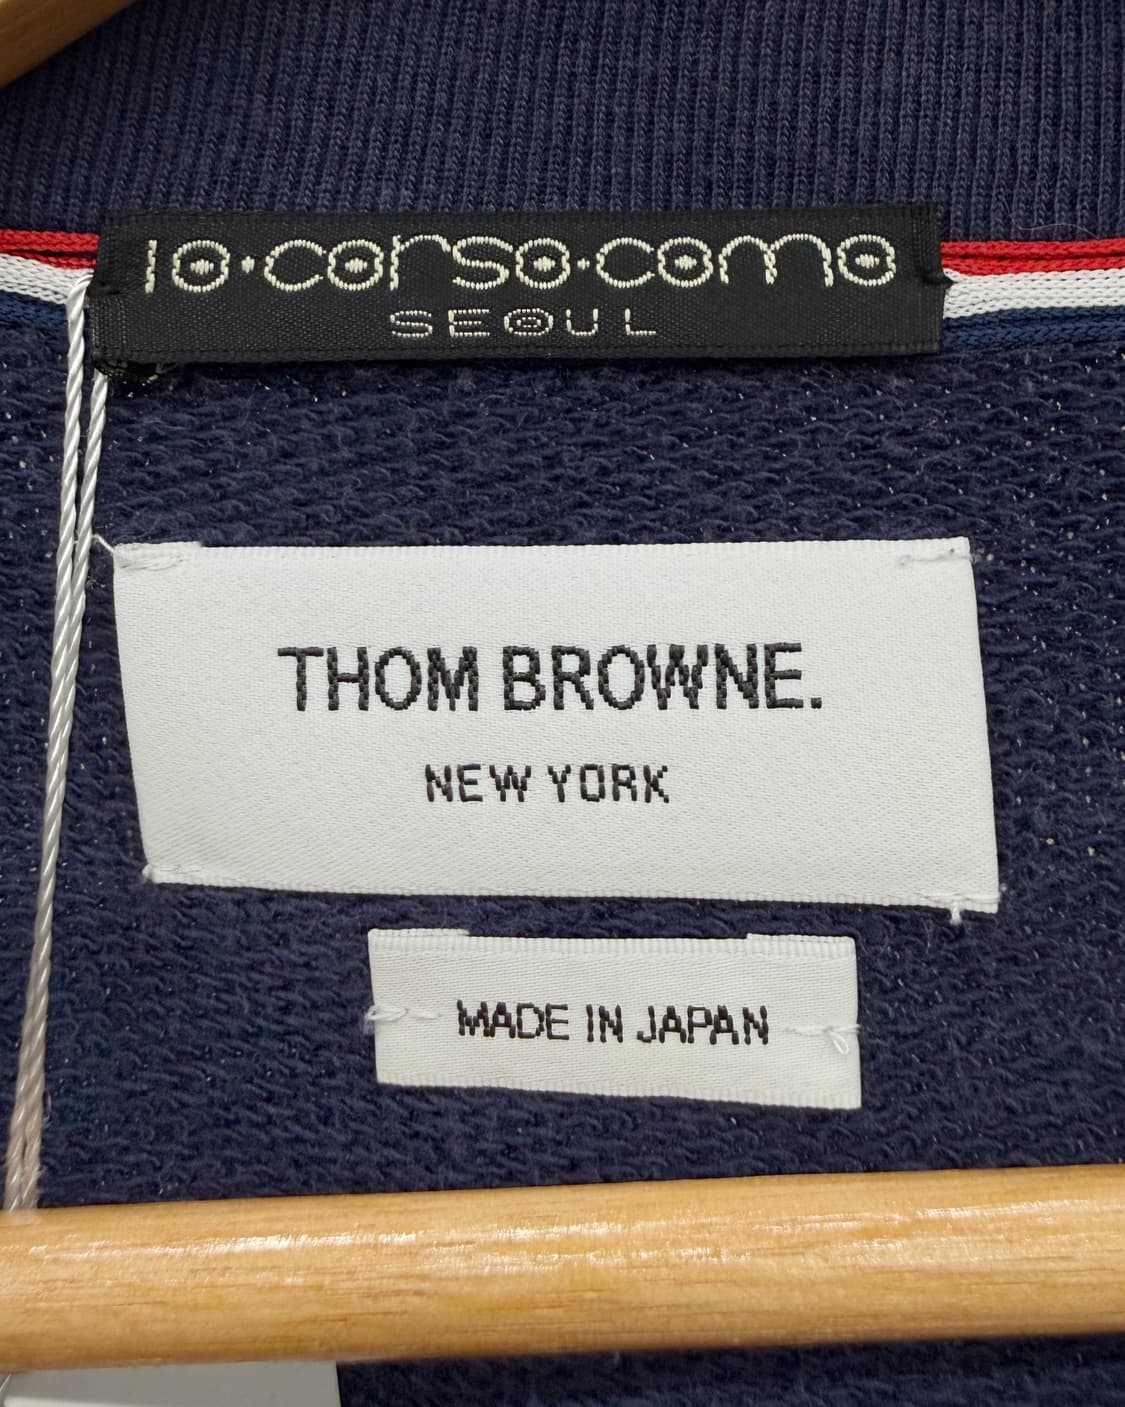 10·corso·como
SEOUL
THOM BROWNE.
NEW YORK
MADE IN JAPAN